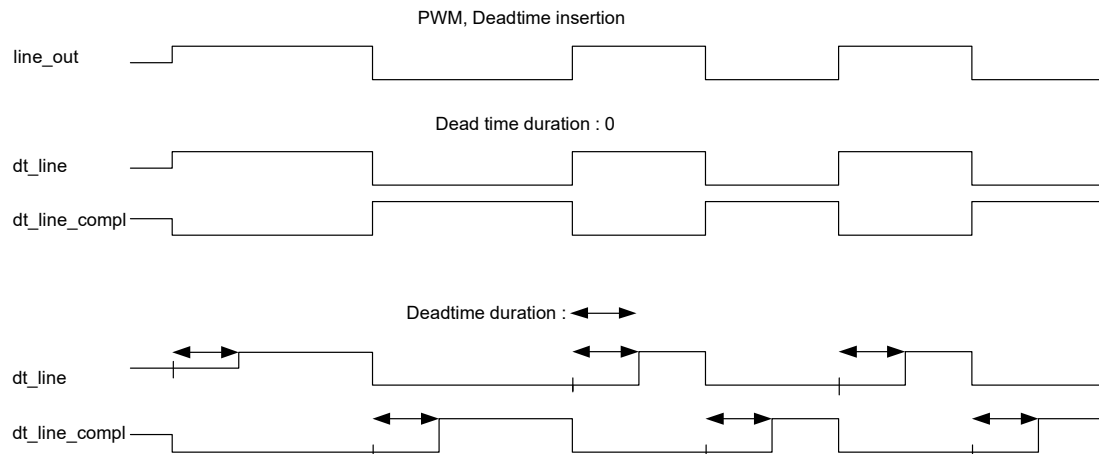 PWM, Deadtime insertion
line_out
Dead time duration : 0
dt_line
dt_line_compl
Deadtime duration :
dt_line
dt_line_compl